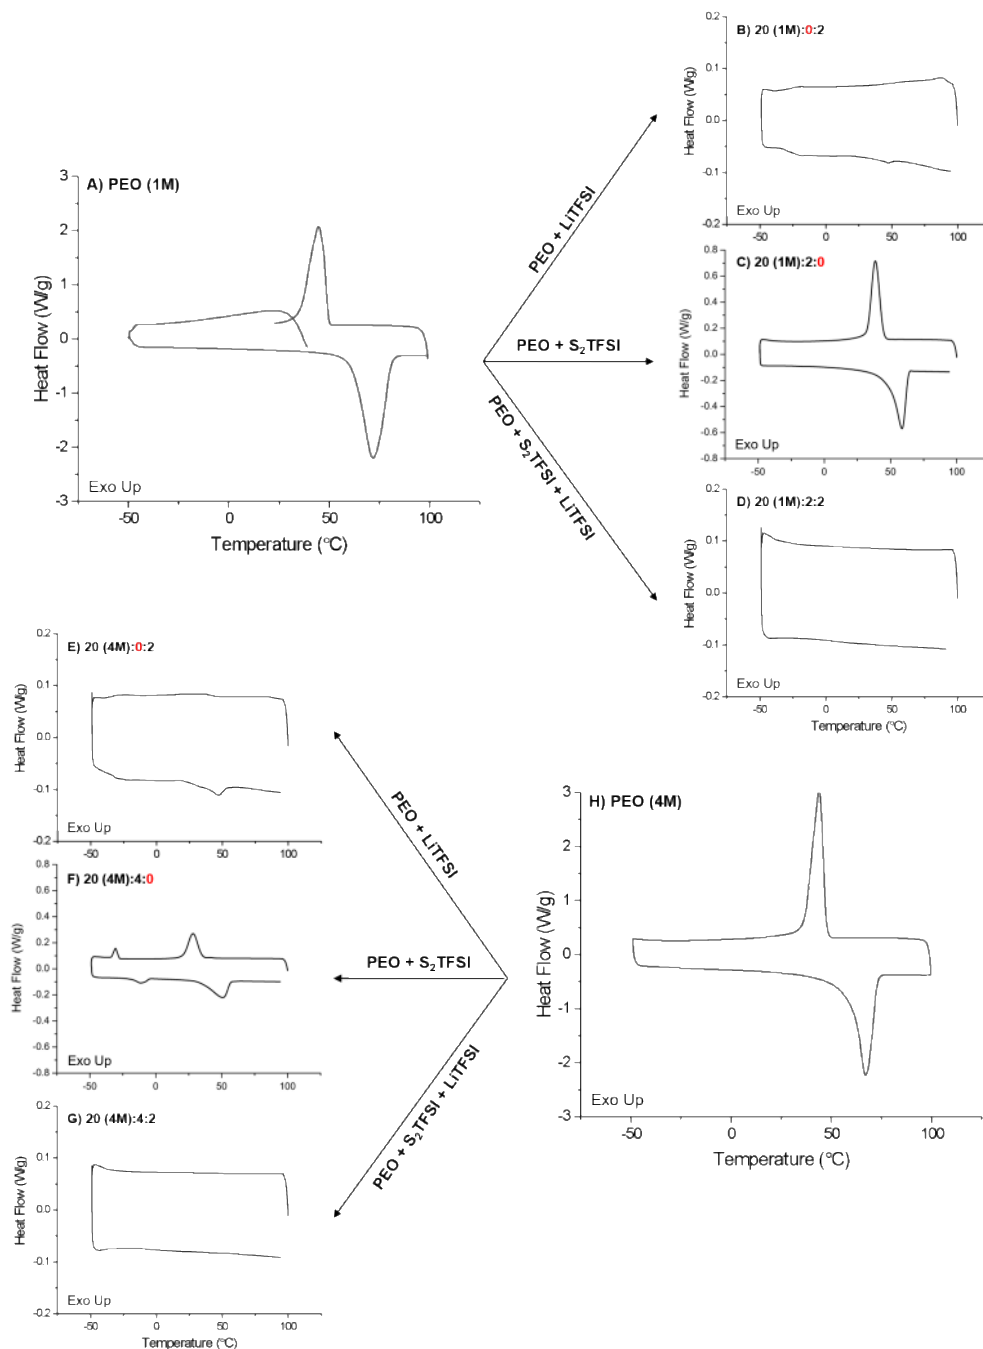 B) 20 (1M):0:2
0.2
0.1
0.0
-0.1
-0.2
Heat Flow (W/g)
Exo Up
-50
0
50
100
A) PEO (1M)
3
2
1
0
-1
-2
-3
Heat Flow (W/g)
Exo Up
-50
0
50
100
Temperature (°C)
PEO + LiTFSI
PEO + S₂TFSI
PEO + S₂TFSI + LiTFSI
C) 20 (1M):2:0
0.8
0.6
0.4
0.2
0.0
-0.2
-0.4
-0.6
-0.8
Heat Flow (W/g)
Exo Up
-50
0
50
100
D) 20 (1M):2:2
0.2
0.1
0.0
-0.1
-0.2
Heat Flow (W/g)
Exo Up
-50
0
50
100
Temperature (°C)
E) 20 (4M):0:2
0.2
0.1
0.0
-0.1
-0.2
Heat Flow (W/g)
Exo Up
-50
0
50
100
F) 20 (4M):4:0
0.8
0.6
0.4
0.2
0.0
-0.2
-0.4
-0.6
-0.8
Heat Flow (W/g)
Exo Up
-50
0
50
100
G) 20 (4M):4:2
0.2
0.1
0.0
-0.1
-0.2
Heat Flow (W/g)
Exo Up
-50
0
50
100
Temperature (°C)
PEO + LiTFSI
PEO + S₂TFSI
PEO + S₂TFSI + LiTFSI
H) PEO (4M)
3
2
1
0
-1
-2
-3
Heat Flow (W/g)
Exo Up
-50
0
50
100
Temperature (°C)